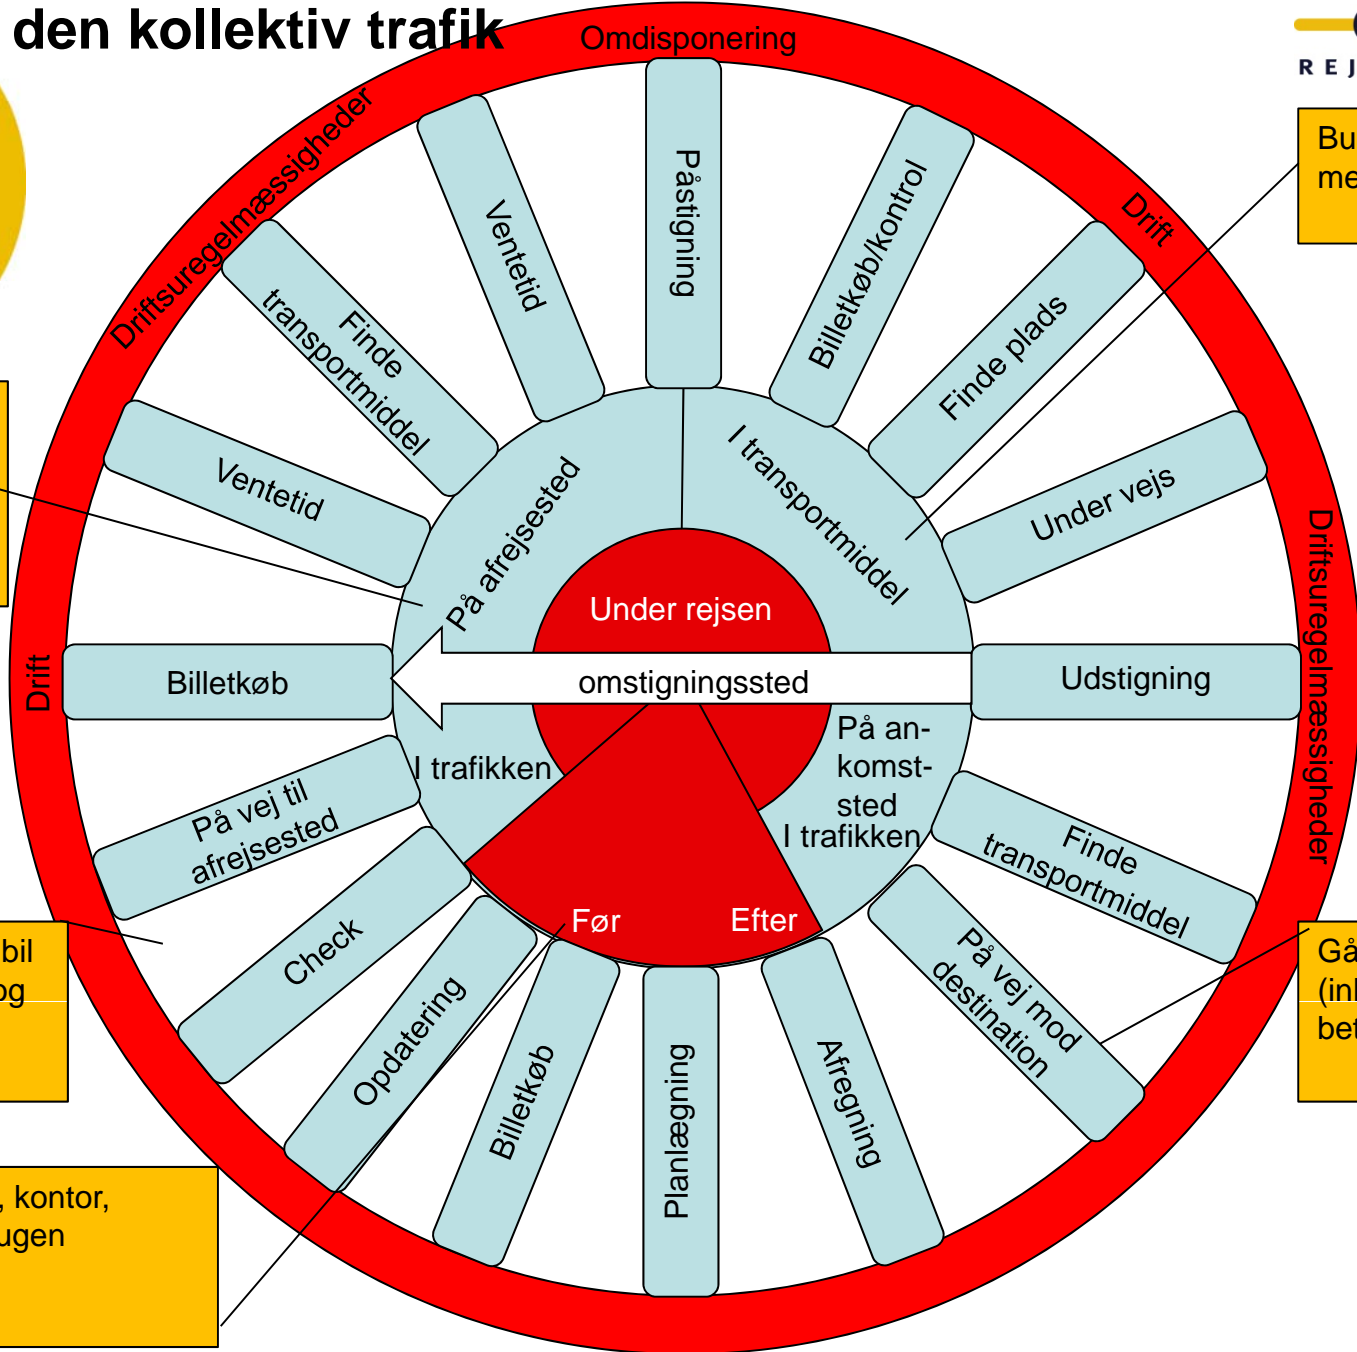 den kollektiv trafik
Omdisponering
REJ
Driftsuregelmæssigheder
Drift
Driftsuregelmæssigheder
Drift
Påstigning
Billetkøb/kontrol
Finde plads
Under vejs
Udstigning
Finde
transportmiddel
På vej mod
destination
Afregning
Planlægning
Billetkøb
Opdatering
Check
På vej til
afrejsested
Billetkøb
Ventetid
Finde
transportmiddel
Ventetid
På afrejsested
I transportmiddel
Under rejsen
omstigningssted
I trafikken
På an-
komst-
sted
I trafikken
Før
Efter
Bu
me
bil
og
, kontor,
ugen
Gå
bet